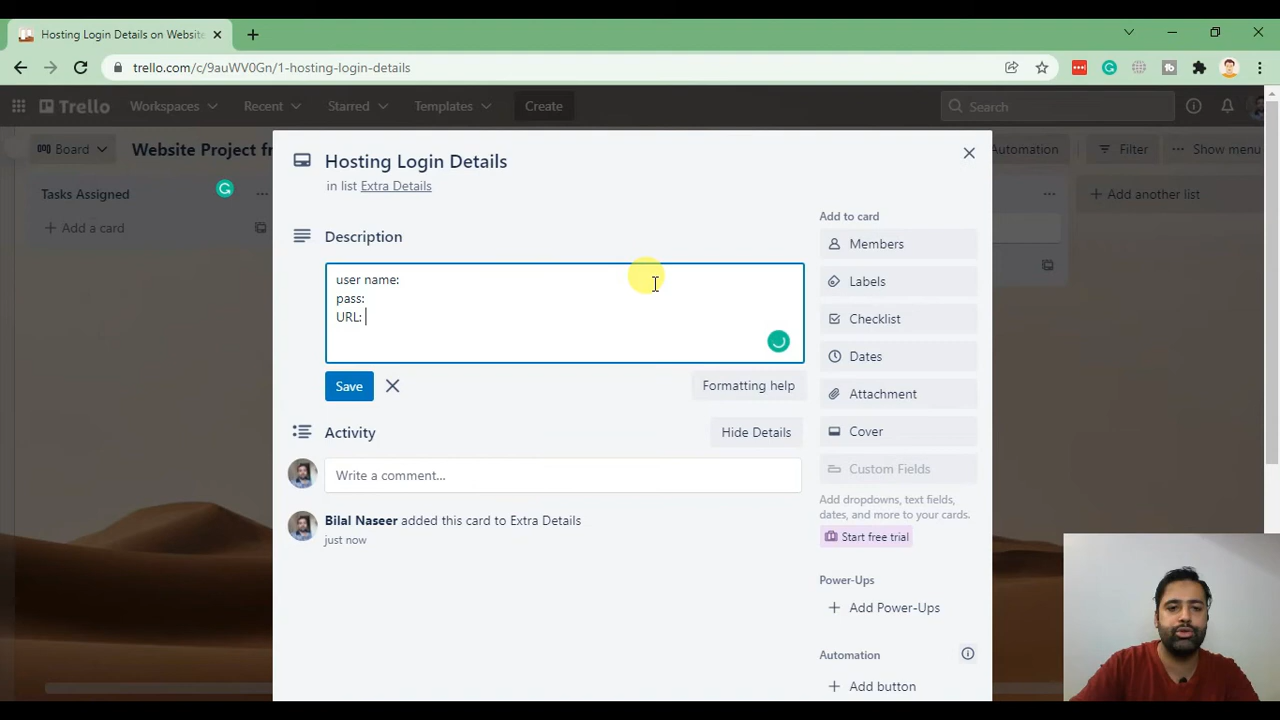 Hosting Login Details on Website
trello.com/c/9auWV0Gn/1-hosting-login-details
Trello
Workspaces
Recent
Starred
Templates
Create
Search
Board
Website Project fr
Automation
Filter
Show menu
Tasks Assigned
Add a card
Add another list
Hosting Login Details
in list Extra Details
Description
user name:
pass:
URL:
Save
Formatting help
Activity
Hide Details
Write a comment...
Bilal Naseer added this card to Extra Details
just now
Add to card
Members
Labels
Checklist
Dates
Attachment
Cover
Custom Fields
Add dropdowns, text fields,
dates, and more to your cards.
Start free trial
Power-Ups
Add Power-Ups
Automation
Add button